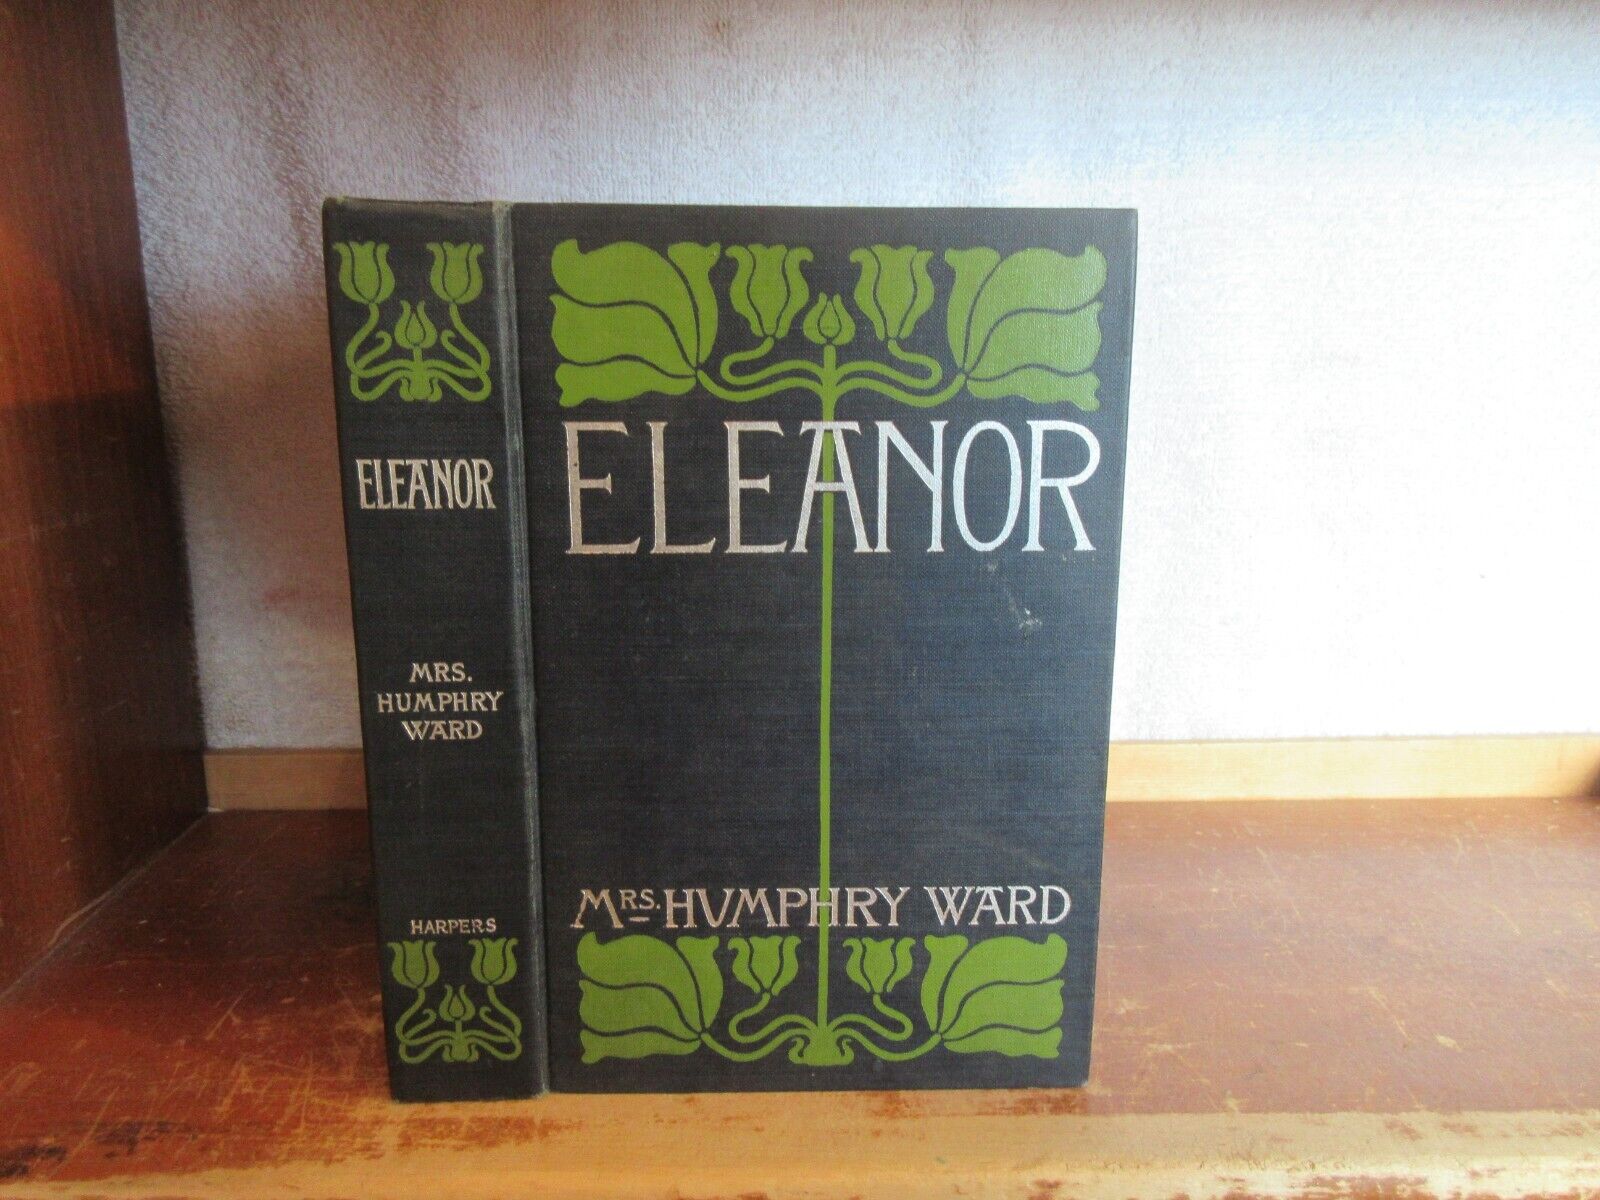 ELEANOR
MRS.
HUMPHRY
WARD
HARPERS
ELEANOR
MRS. HUMPHRY WARD